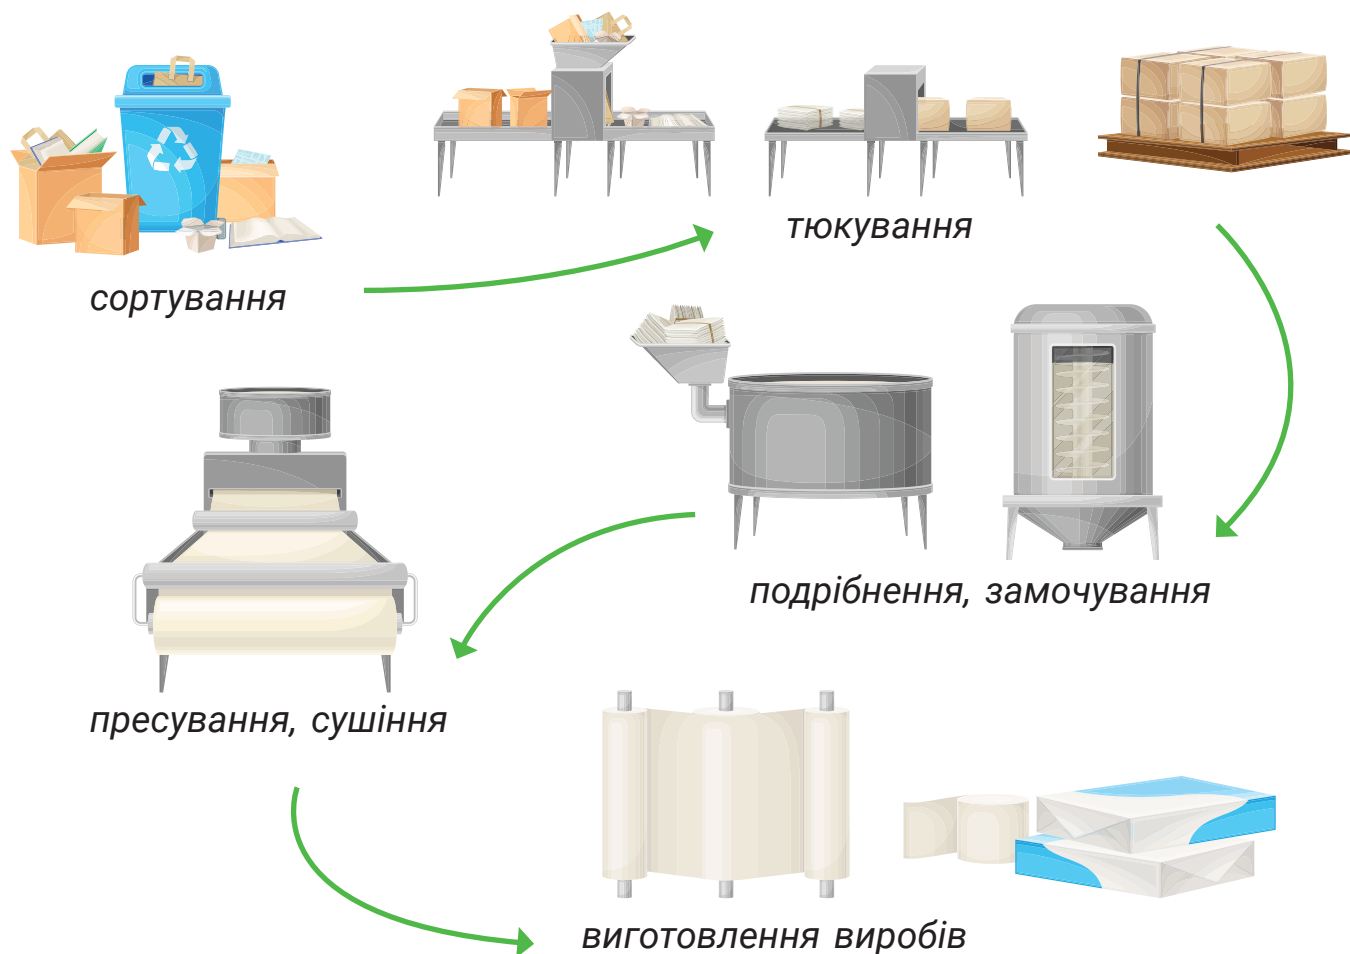 сортування
тюкування
подрібнення, замочування
пресування, сушіння
виготовлення виробів